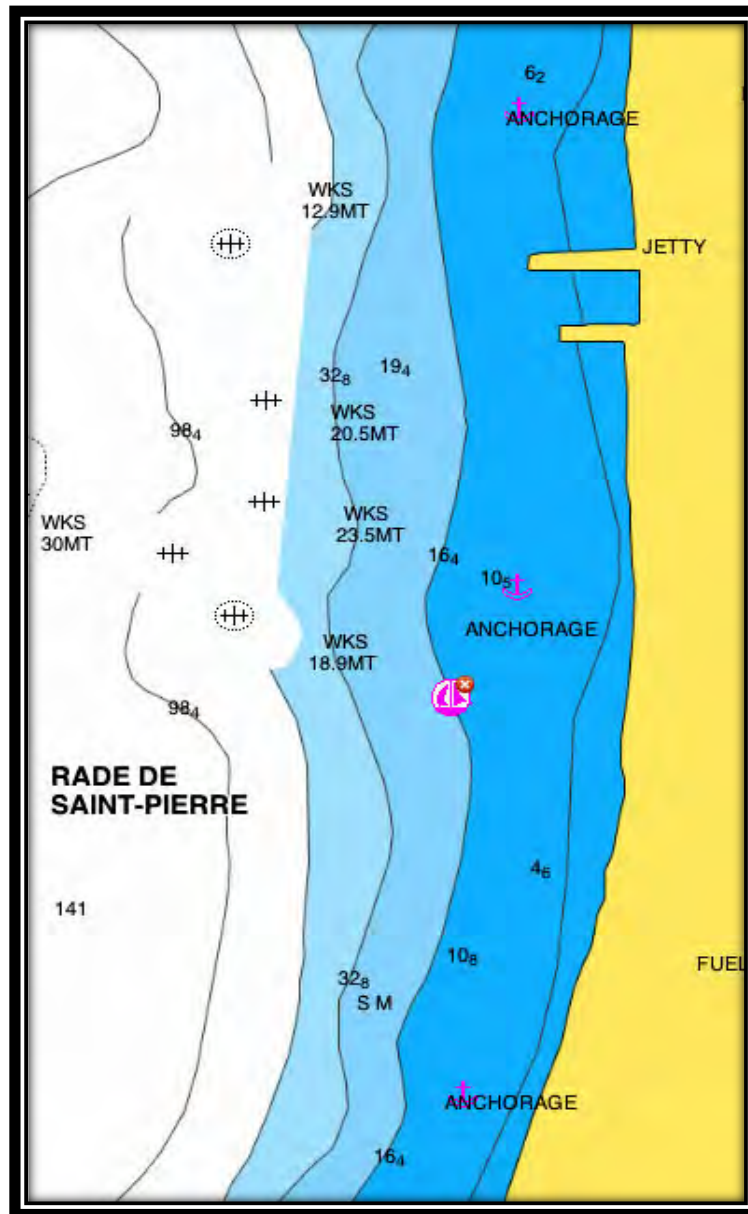 6₂
ANCHORAGE
WKS
12.9MT
JETTY
32₈
19₄
WKS
20.5MT
98₄
WKS
30MT
WKS
23.5MT
16₄
10₅
ANCHORAGE
WKS
18.9MT
98₄
RADE DE
SAINT-PIERRE
4₆
141
10₈
FUEL
32₈
S M
ANCHORAGE
16₄